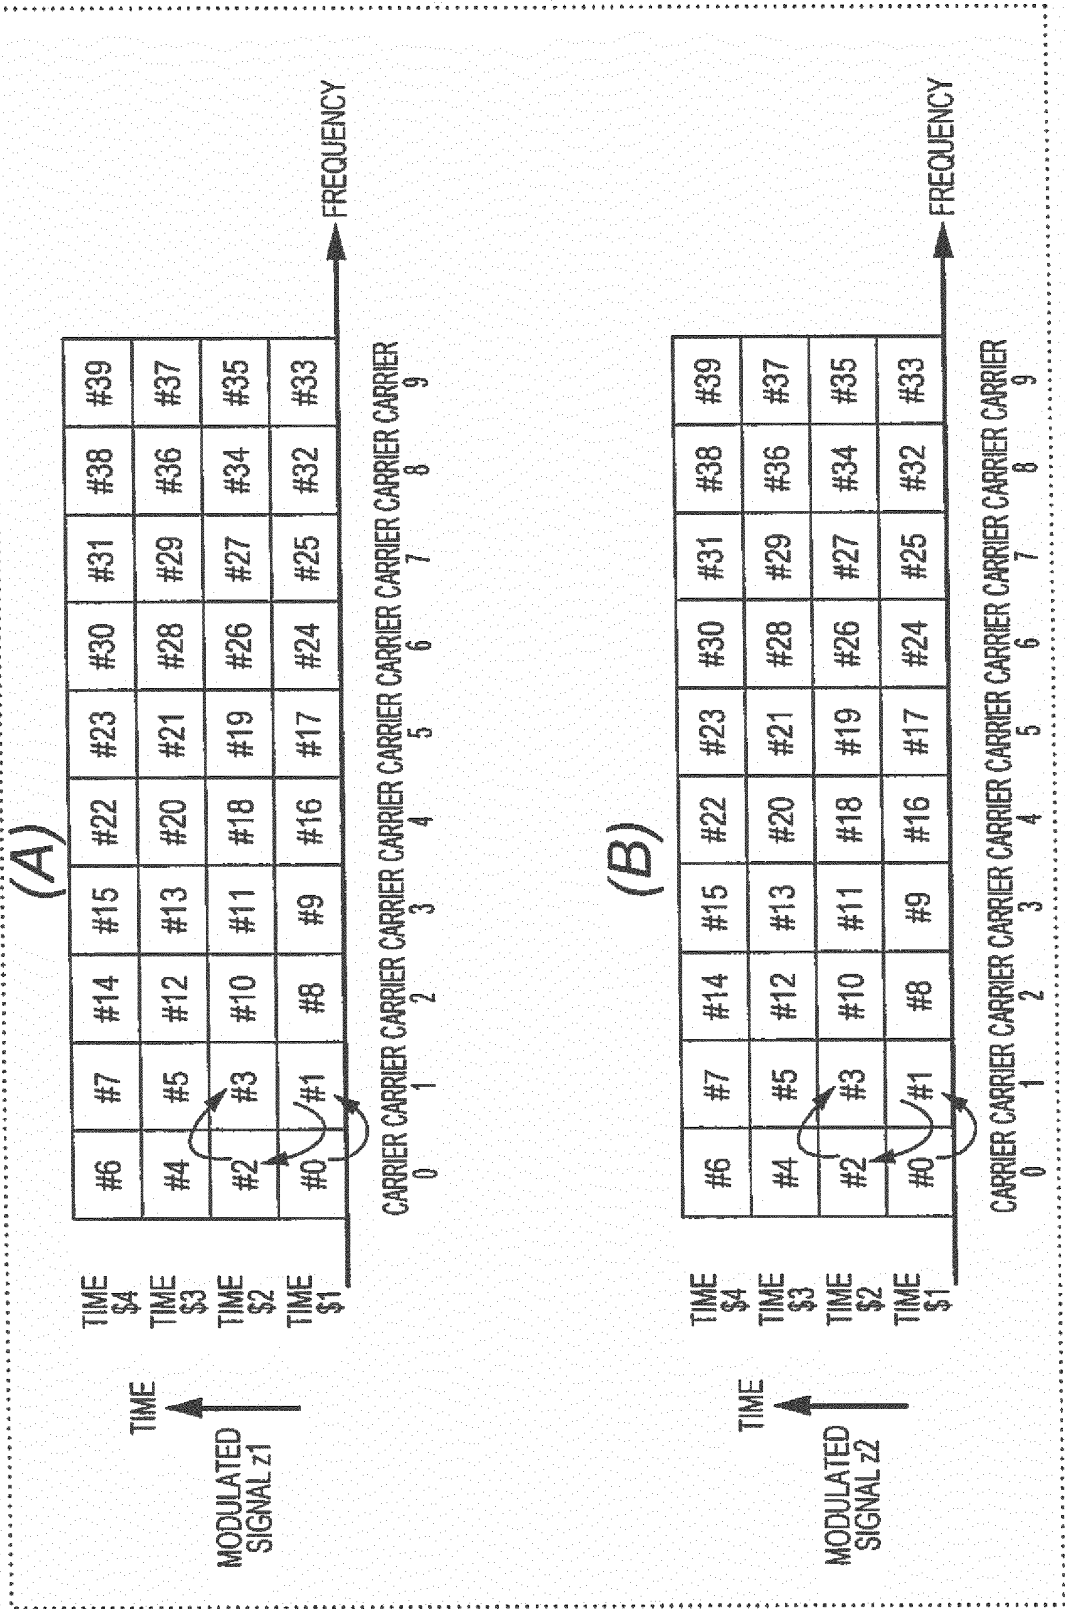 (A)
TIME
MODULATED
SIGNAL z1
TIME
$4
#6 #7 #14 #15 #22 #23 #30 #31 #38 #39
TIME
$3
#4 #5 #12 #13 #20 #21 #28 #29 #36 #37
TIME
$2
#2 #3 #10 #11 #18 #19 #26 #27 #34 #35
TIME
$1
#0 #1 #8 #9 #16 #17 #24 #25 #32 #33
FREQUENCY
CARRIER CARRIER CARRIER CARRIER CARRIER CARRIER CARRIER CARRIER CARRIER CARRIER
0 1 2 3 4 5 6 7 8 9
(B)
TIME
MODULATED
SIGNAL z2
TIME
$4
#6 #7 #14 #15 #22 #23 #30 #31 #38 #39
TIME
$3
#4 #5 #12 #13 #20 #21 #28 #29 #36 #37
TIME
$2
#2 #3 #10 #11 #18 #19 #26 #27 #34 #35
TIME
$1
#0 #1 #8 #9 #16 #17 #24 #25 #32 #33
FREQUENCY
CARRIER CARRIER CARRIER CARRIER CARRIER CARRIER CARRIER CARRIER CARRIER CARRIER
0 1 2 3 4 5 6 7 8 9